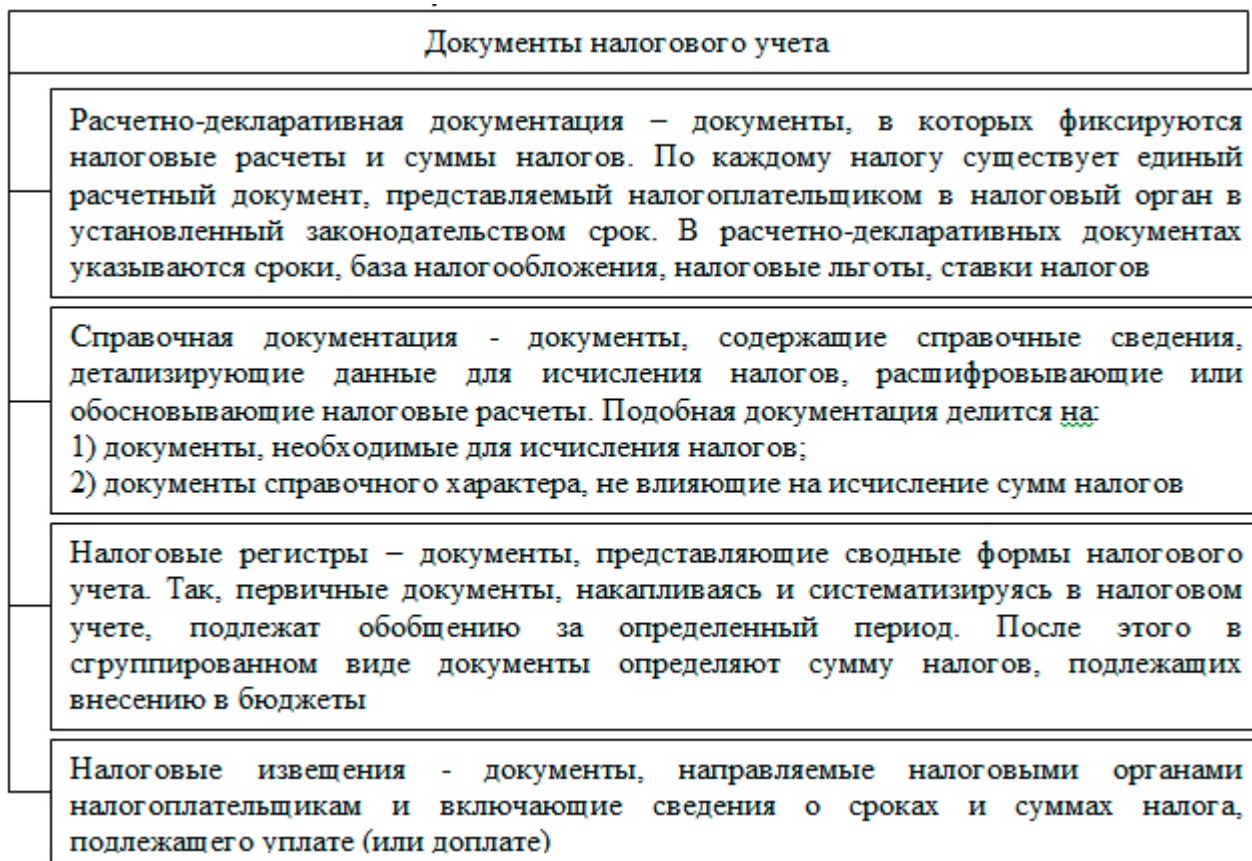 Документы налогового учета
Расчетно-декларативная документация – документы, в которых фиксируются
налоговые расчеты и суммы налогов. По каждому налогу существует единый
расчетный документ, представляемый налогоплательщиком в налоговый орган в
установленный законодательством срок. В расчетно-декларативных документах
указываются сроки, база налогообложения, налоговые льготы, ставки налогов
Справочная документация - документы, содержащие справочные сведения,
детализирующие данные для исчисления налогов, расшифровывающие или
обосновывающие налоговые расчеты. Подобная документация делится на:
1) документы, необходимые для исчисления налогов;
2) документы справочного характера, не влияющие на исчисление сумм налогов
Налоговые регистры – документы, представляющие сводные формы налогового
учета. Так, первичные документы, накапливаясь и систематизируясь в налоговом
учете, подлежат обобщению за определенный период. После этого в
сгруппированном виде документы определяют сумму налогов, подлежащих
внесению в бюджеты
Налоговые извещения - документы, направляемые налоговыми органами
налогоплательщикам и включающие сведения о сроках и суммах налога,
подлежащего уплате (или доплате)